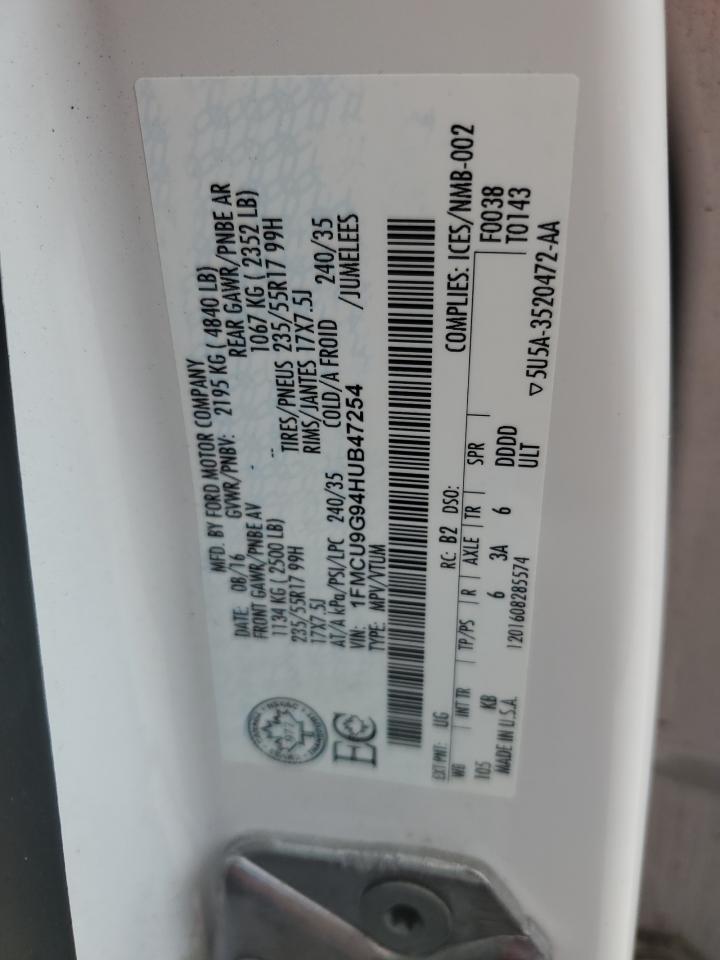 MFD. BY FORD MOTOR COMPANY
DATE: 08/16 GVWR/PNBV: 2195 KG ( 4840 LB)
FRONT GAWR/PNBE AV REAR GAWR/PNBE AR
1134 KG ( 2500 LB) 1067 KG ( 2352 LB)
235/55R17 99H TIRES/PNEUS 235/55R17 99H
17X7.5J RIMS/JANTES 17X7.5J
AT/A kPa/PSI/LPC 240/35 COLD/A FROID 240/35
VIN: 1FMCU9G94HUB47254 /JUMELEES
TYPE: MPV/VTUM
EXT PNT: UG RC: B2 DSO: COMPLIES: ICES/NMB-002
WB INT TR TP/PS R AXLE TR SPR F0038
105 KB 6 3A 6 DDDD T0143
MADE IN U.S.A. 1201608285574 ULT ▽5U5A-3520472-AA
EC